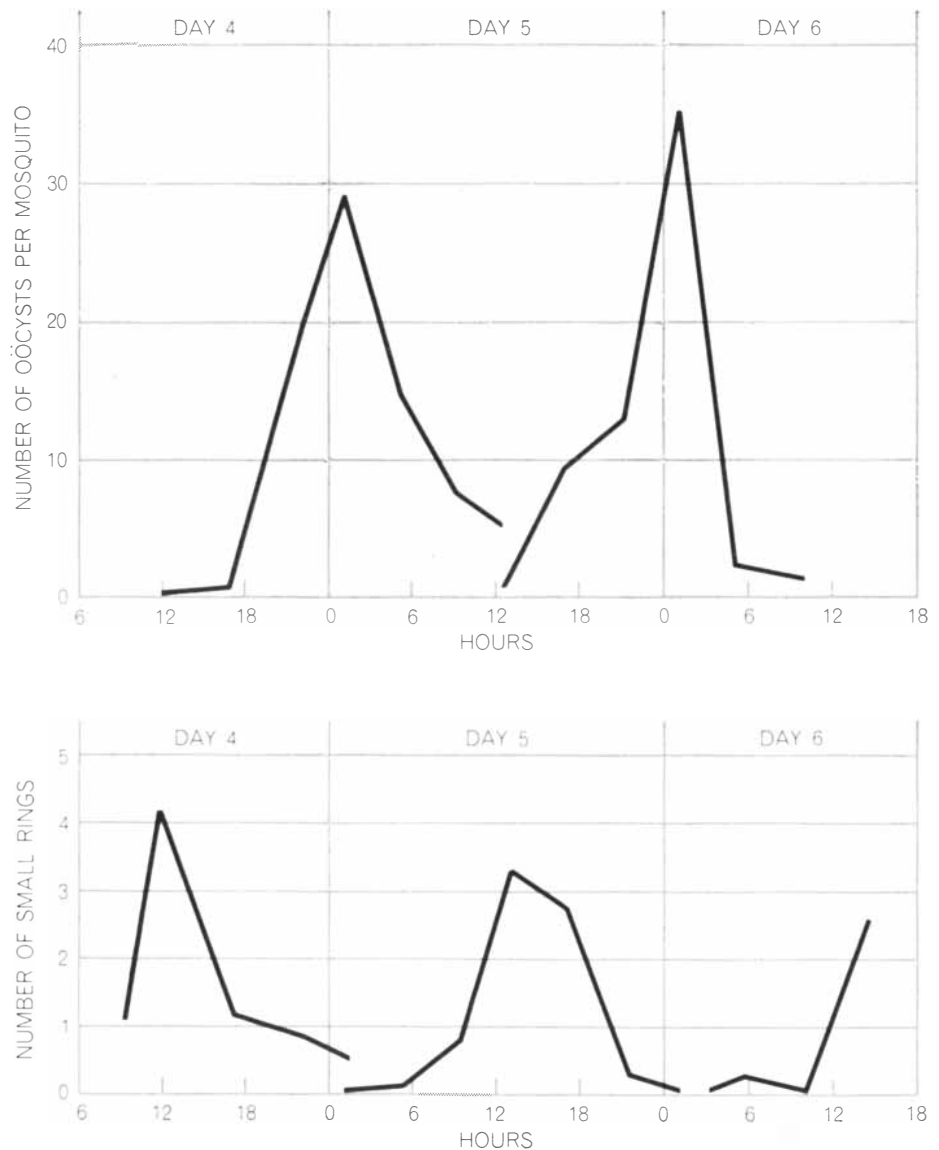 DAY 4 DAY 5 DAY 6
NUMBER OF OÖCYSTS PER MOSQUITO
40
30
20
10
0
6 12 18 0 6 12 18 0 6 12 18
HOURS
DAY 4 DAY 5 DAY 6
NUMBER OF SMALL RINGS
5
4
3
2
1
0
6 12 18 0 6 12 18 0 6 12 18
HOURS